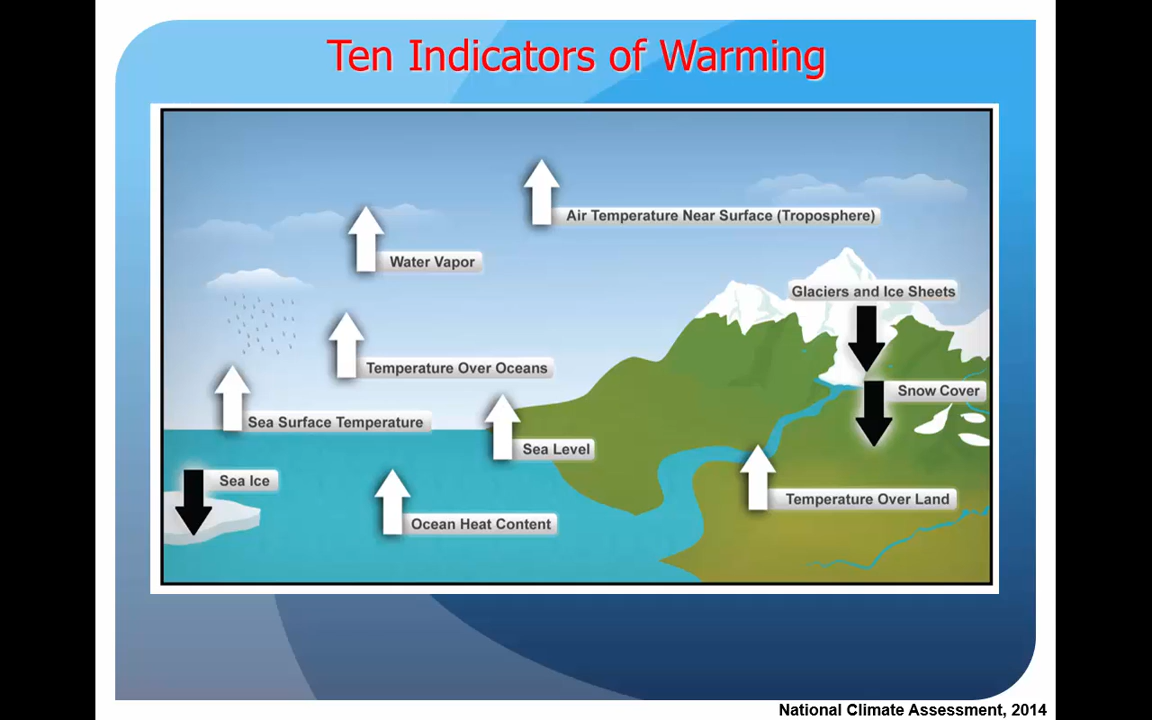 Ten Indicators of Warming
Air Temperature Near Surface (Troposphere)
Water Vapor
Glaciers and Ice Sheets
Temperature Over Oceans
Snow Cover
Sea Surface Temperature
Sea Level
Sea Ice
Temperature Over Land
Ocean Heat Content
National Climate Assessment, 2014